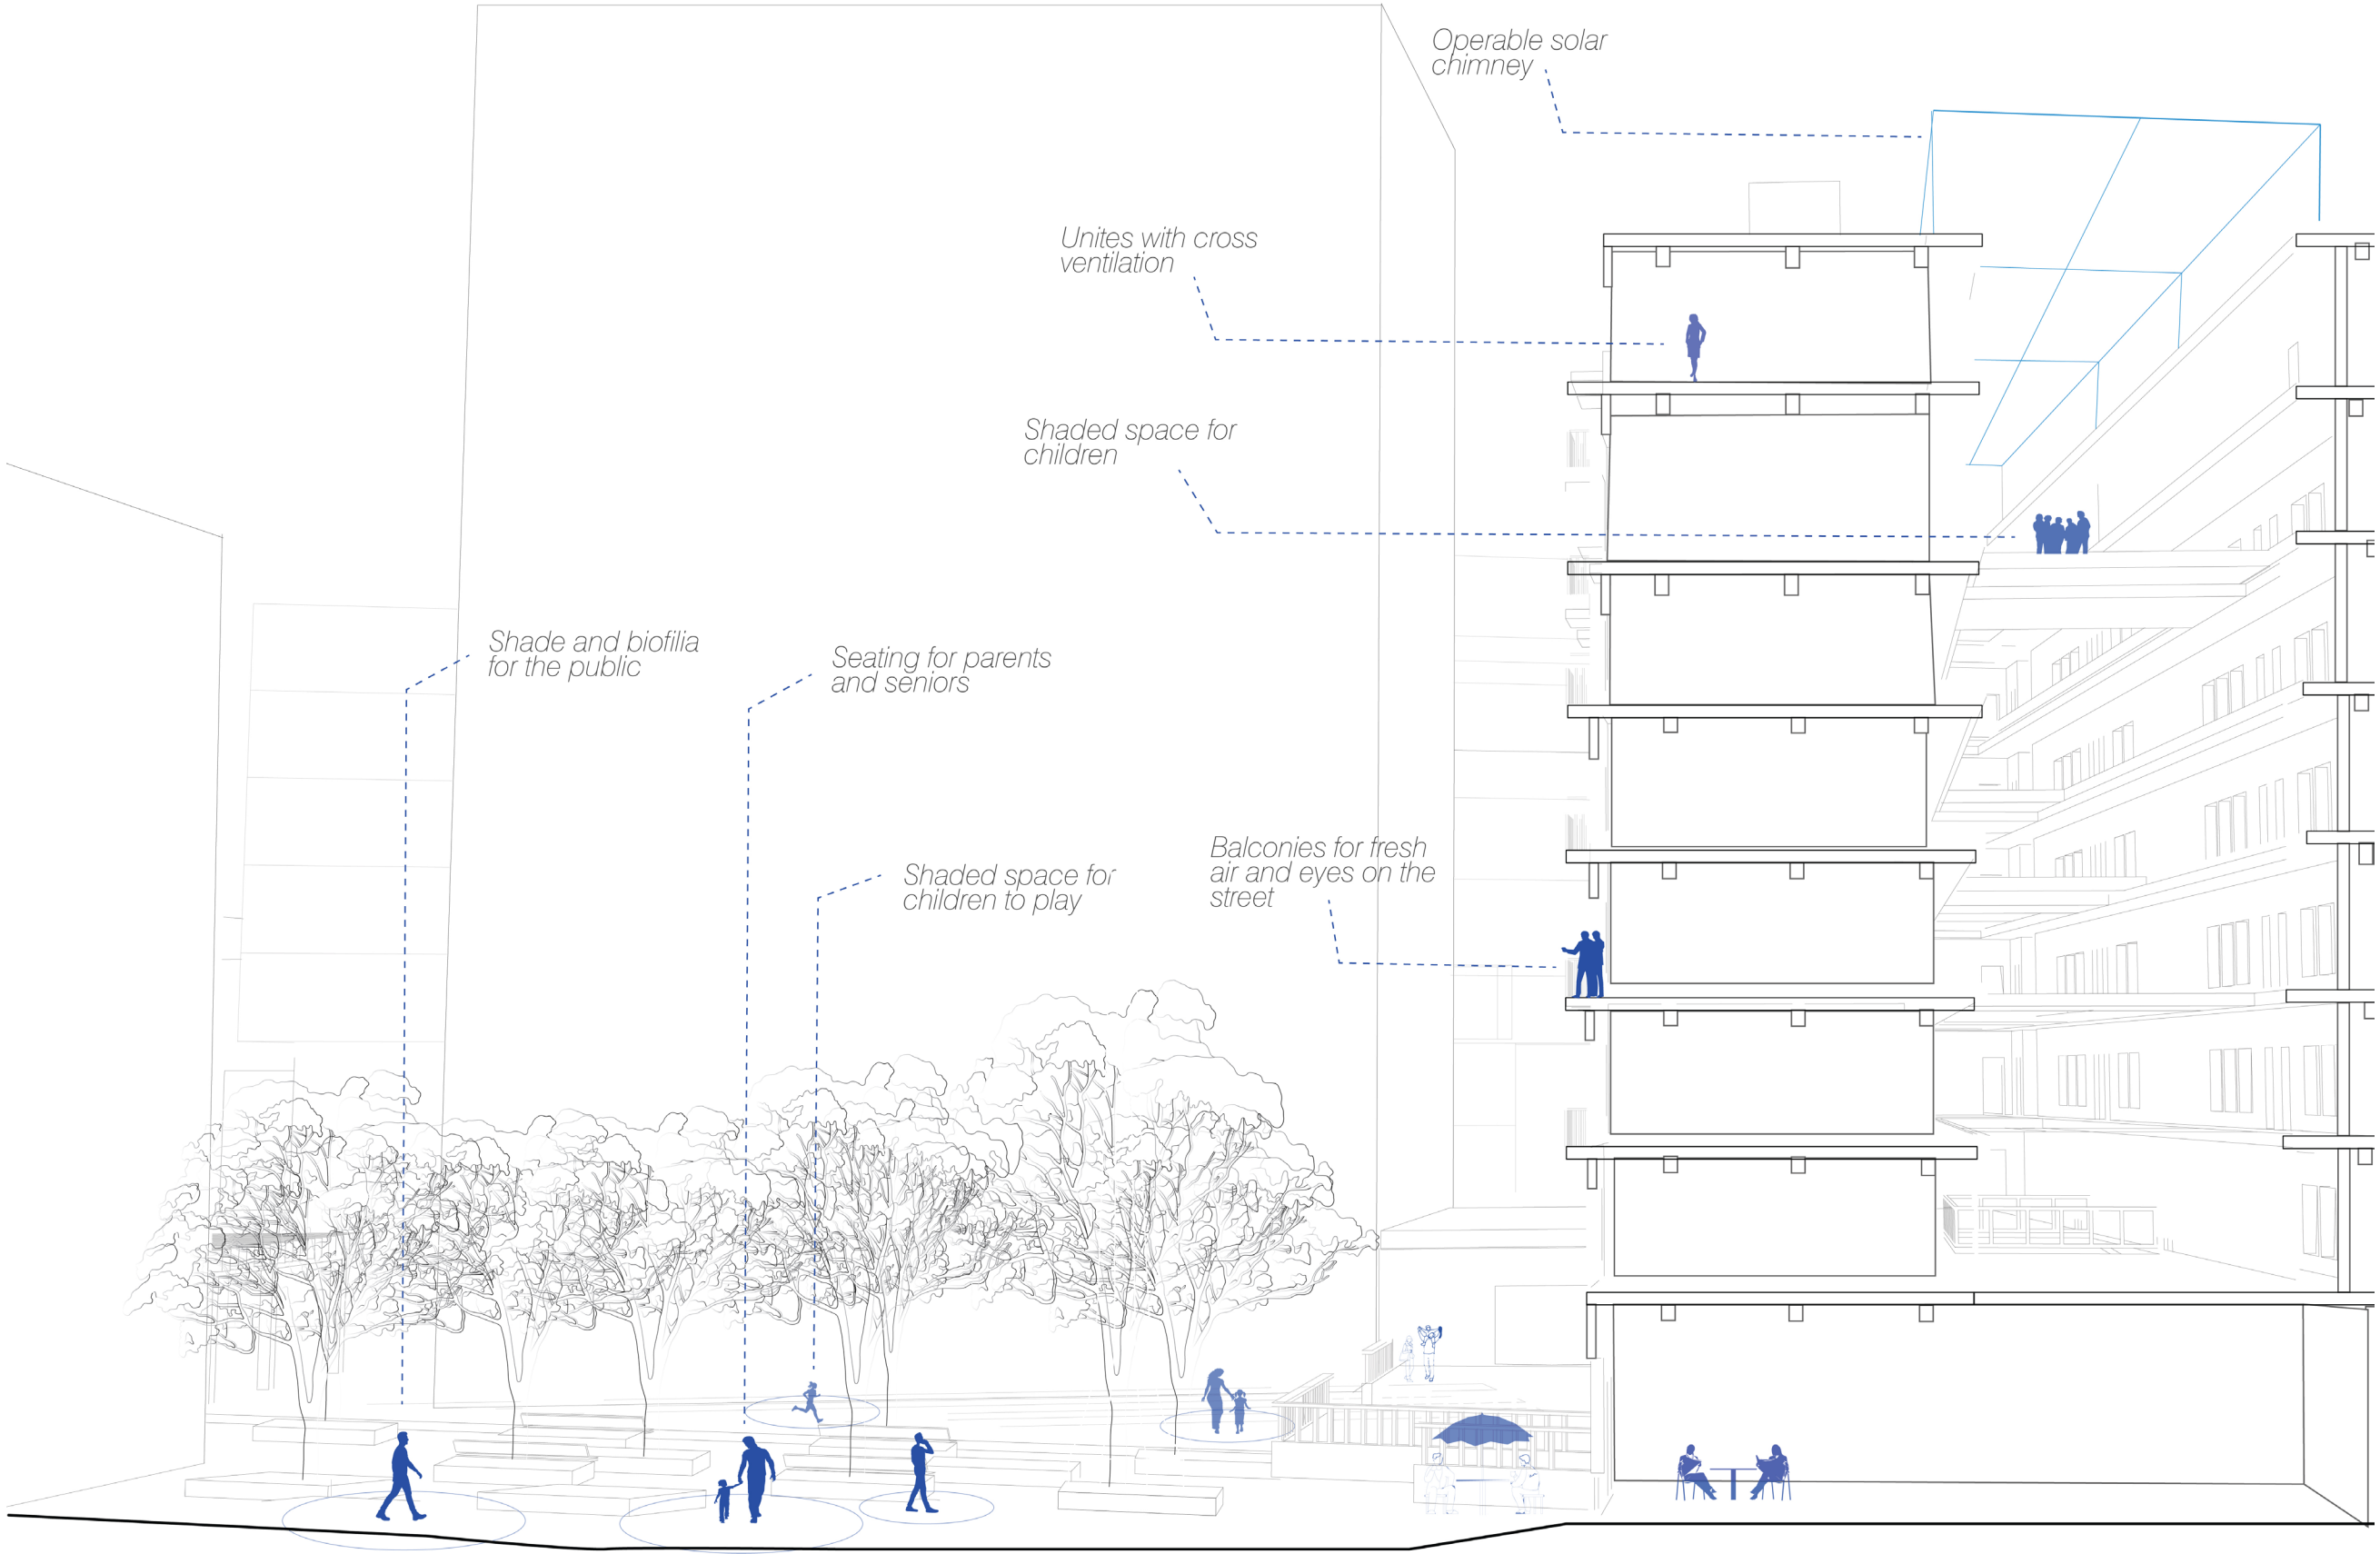 Operable solar
chimney
Unites with cross
ventilation
Shaded space for
children
Shade and biofilia
for the public
Seating for parents
and seniors
Shaded space for
children to play
Balconies for fresh
air and eyes on the
street